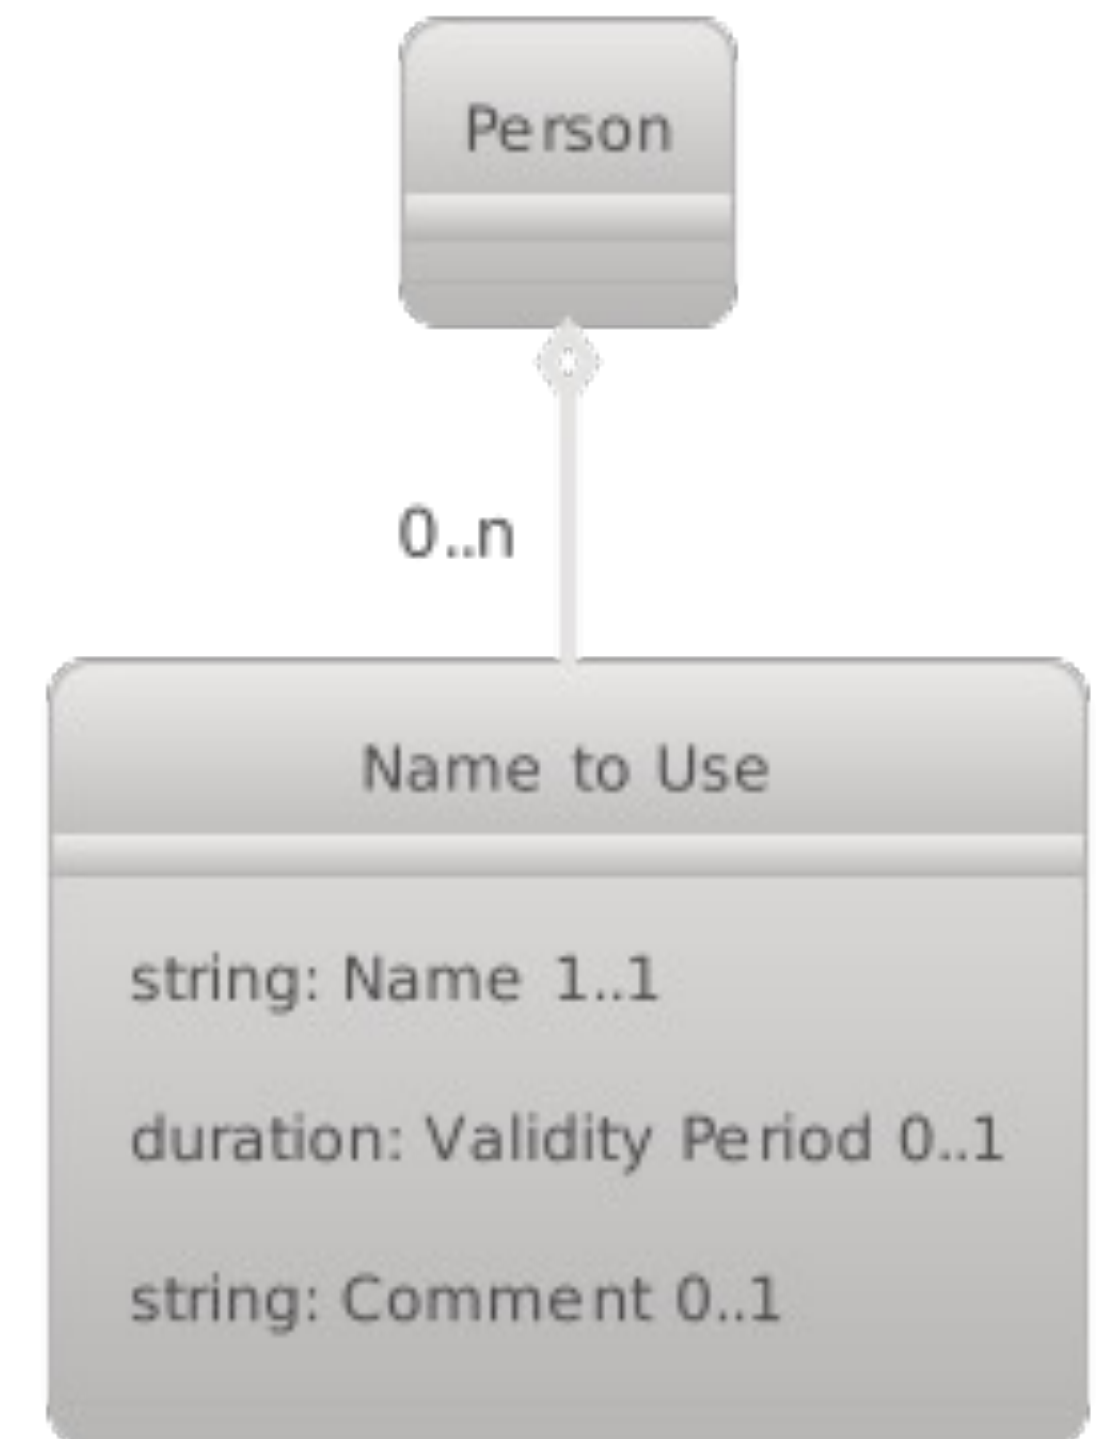 Person
0..n
Name to Use
string: Name 1..1
duration: Validity Period 0..1
string: Comment 0..1